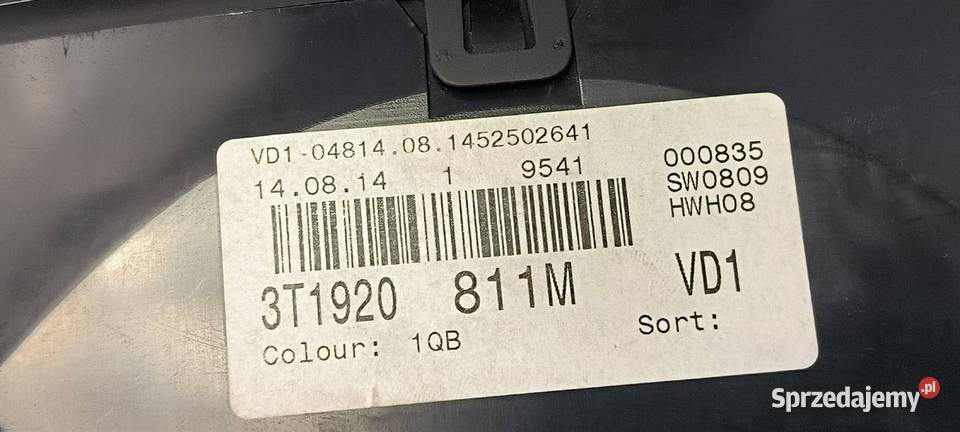 VD1-04814.08.1452502641
14.08.14 1 9541
000835
SW0809
HWH08
3T1920 811M VD1
Colour: 1QB Sort:
Sprzedajemy.pl